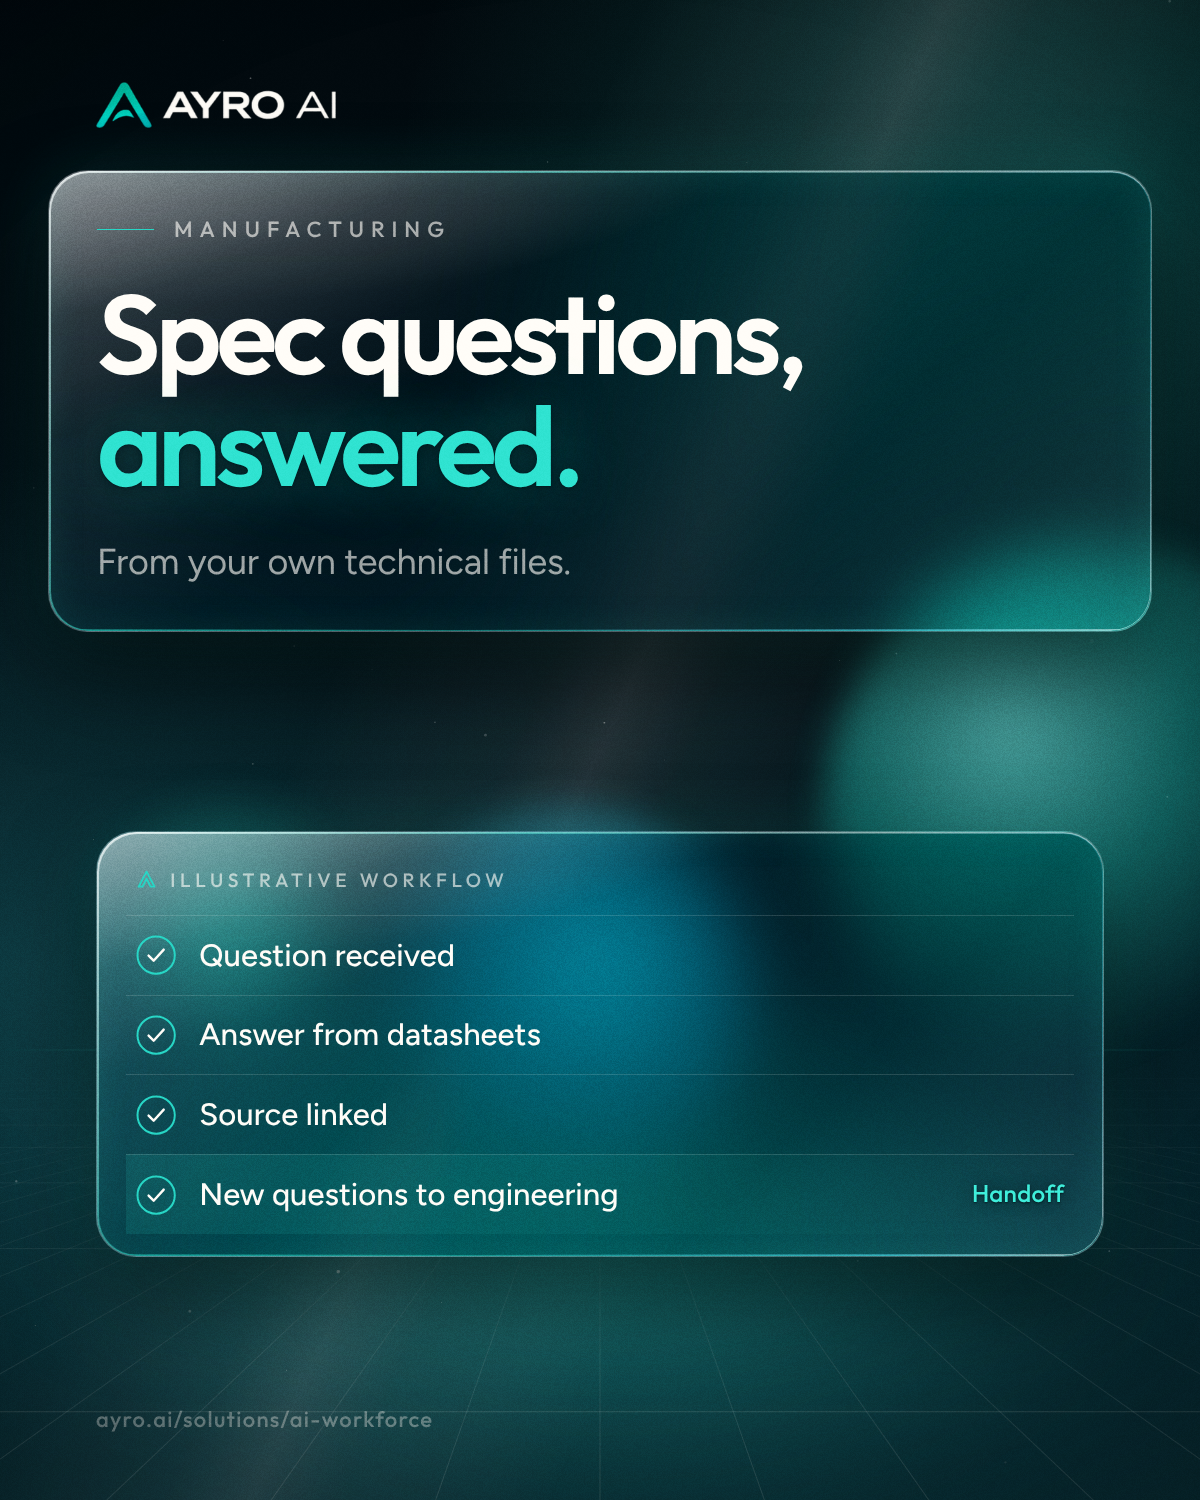 AYRO AI
MANUFACTURING
Spec questions,
answered.
From your own technical files.
ILLUSTRATIVE WORKFLOW
Question received
Answer from datasheets
Source linked
New questions to engineering
Handoff
ayro.ai/solutions/ai-workforce